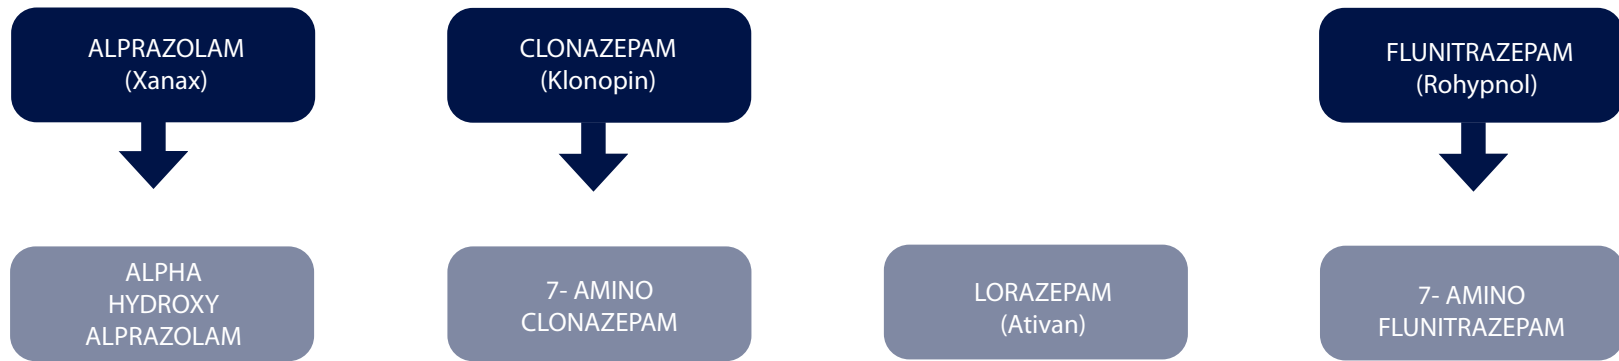 ALPRAZOLAM
(Xanax)
CLONAZEPAM
(Klonopin)
FLUNITRAZEPAM
(Rohypnol)
ALPHA
HYDROXY
ALPRAZOLAM
7- AMINO
CLONAZEPAM
LORAZEPAM
(Ativan)
7- AMINO
FLUNITRAZEPAM